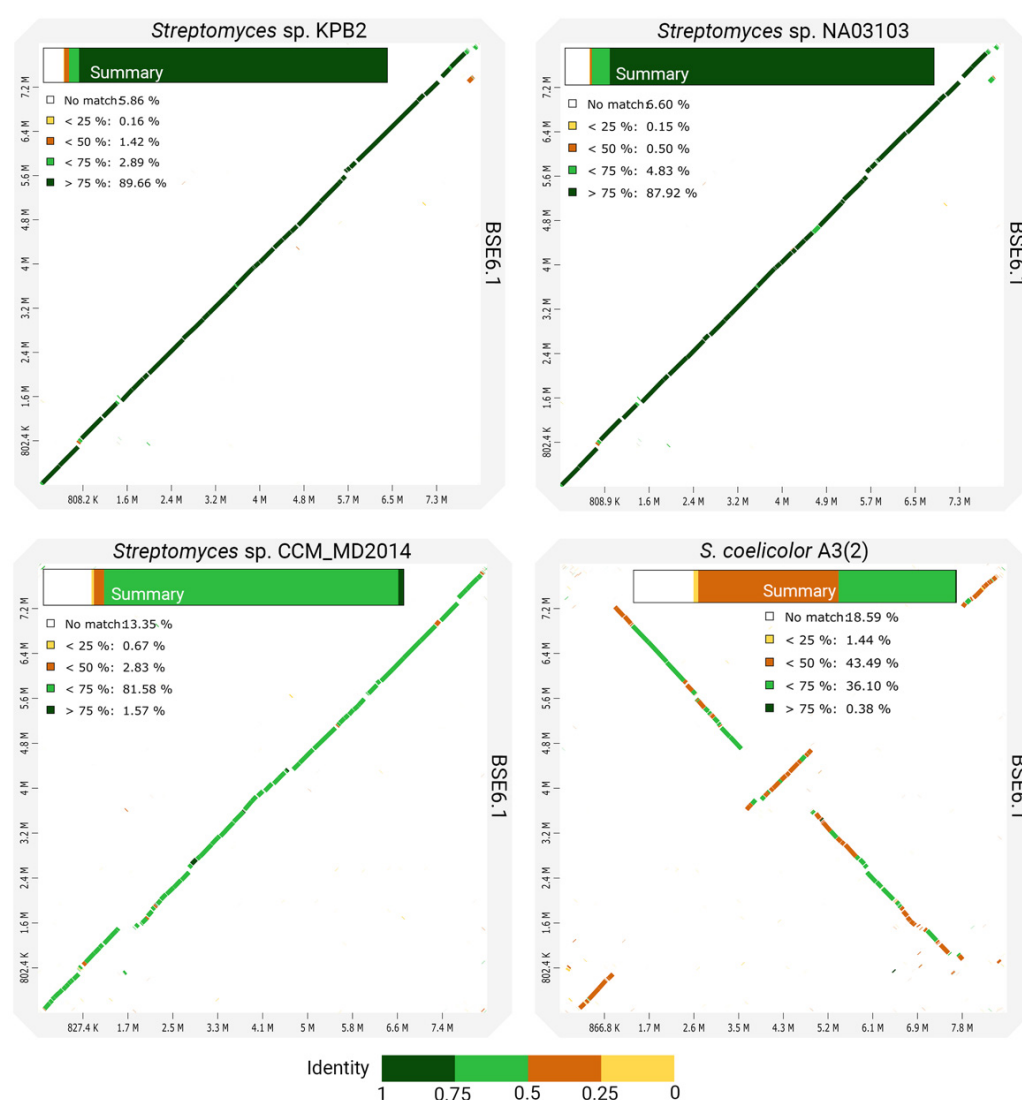 Streptomyces sp. KPB2
Summary
No match: 5.86 %
< 25 %: 0.16 %
< 50 %: 1.42 %
< 75 %: 2.89 %
> 75 %: 89.66 %
7.2 M
6.4 M
5.6 M
4.8 M
4 M
3.2 M
2.4 M
1.6 M
802.4 K
808.2 K 1.6 M 2.4 M 3.2 M 4 M 4.8 M 5.7 M 6.5 M 7.3 M
BSE6.1
Streptomyces sp. NA03103
Summary
No match: 6.60 %
< 25 %: 0.15 %
< 50 %: 0.50 %
< 75 %: 4.83 %
> 75 %: 87.92 %
7.2 M
6.4 M
5.6 M
4.8 M
4 M
3.2 M
2.4 M
1.6 M
802.4 K
808.9 K 1.6 M 2.4 M 3.2 M 4 M 4.9 M 5.7 M 6.5 M 7.3 M
BSE6.1
Streptomyces sp. CCM_MD2014
Summary
No match: 13.35 %
< 25 %: 0.67 %
< 50 %: 2.83 %
< 75 %: 81.58 %
> 75 %: 1.57 %
7.2 M
6.4 M
5.6 M
4.8 M
4 M
3.2 M
2.4 M
1.6 M
802.4 K
827.4 K 1.7 M 2.5 M 3.3 M 4.1 M 5 M 5.8 M 6.6 M 7.4 M
BSE6.1
S. coelicolor A3(2)
Summary
No match: 18.59 %
< 25 %: 1.44 %
< 50 %: 43.49 %
< 75 %: 36.10 %
> 75 %: 0.38 %
7.2 M
6.4 M
5.6 M
4.8 M
4 M
3.2 M
2.4 M
1.6 M
802.4 K
866.8 K 1.7 M 2.6 M 3.5 M 4.3 M 5.2 M 6.1 M 6.9 M 7.8 M
BSE6.1
Identity
1 0.75 0.5 0.25 0